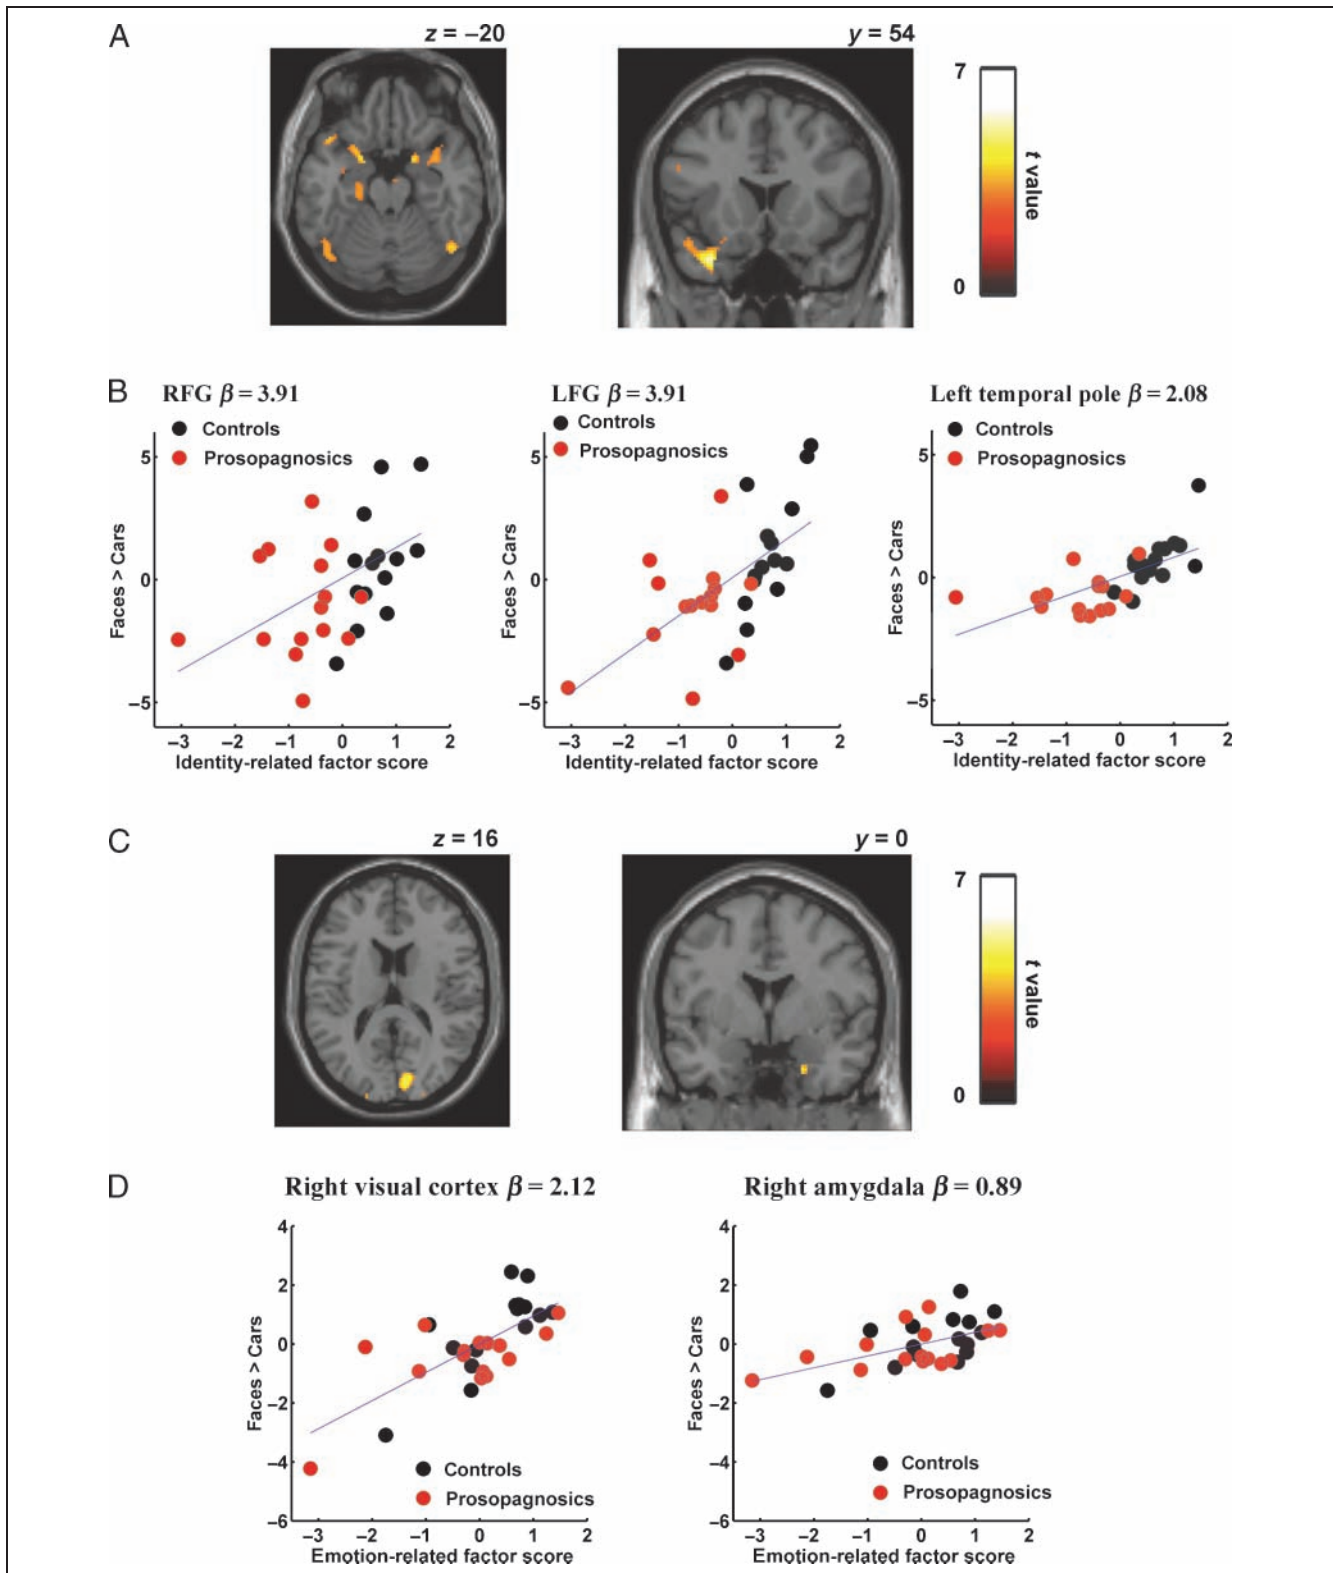 A
z = –20
y = 54
7
t value
0
B
RFG β = 3.91
Controls
Prosopagnosics
5
0
–5
Faces > Cars
–3 –2 –1 0 1 2
Identity-related factor score
LFG β = 3.91
Controls
Prosopagnosics
5
0
–5
Faces > Cars
–3 –2 –1 0 1 2
Identity-related factor score
Left temporal pole β = 2.08
Controls
Prosopagnosics
5
0
–5
Faces > Cars
–3 –2 –1 0 1 2
Identity-related factor score
C
z = 16
y = 0
7
t value
0
D
Right visual cortex β = 2.12
4
2
0
–2
–4
–6
Faces > Cars
Controls
Prosopagnosics
–3 –2 –1 0 1 2
Emotion-related factor score
Right amygdala β = 0.89
4
2
0
–2
–4
–6
Faces > Cars
Controls
Prosopagnosics
–3 –2 –1 0 1 2
Emotion-related factor score